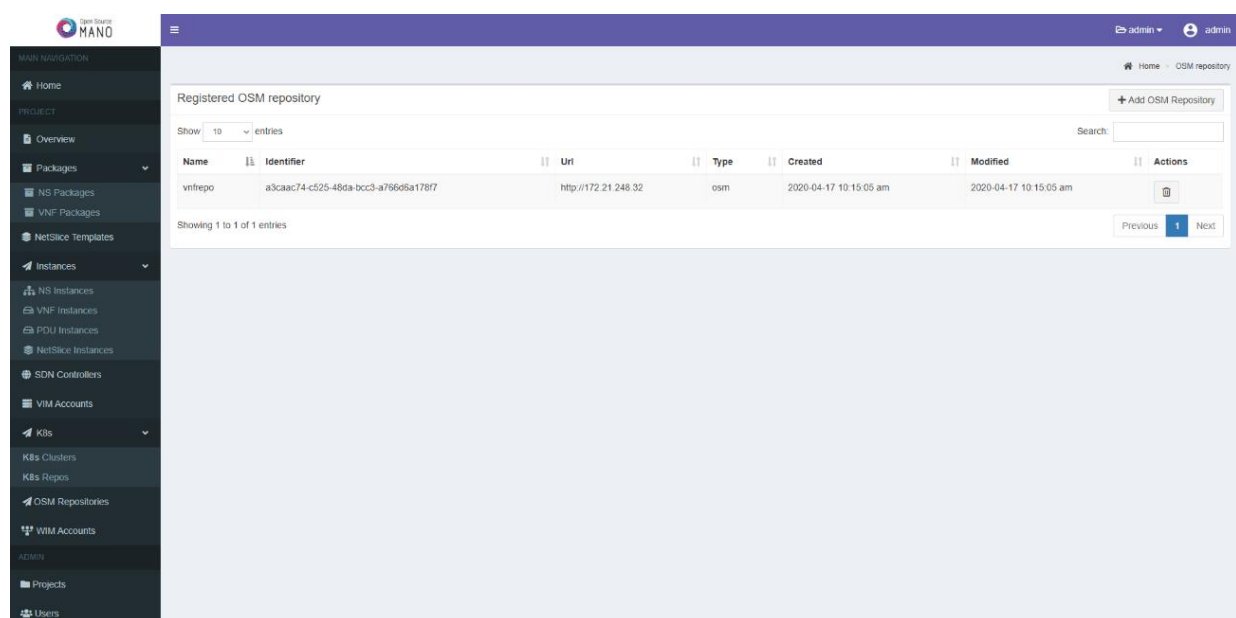 Open Source
MANO
admin
admin
MAIN NAVIGATION
Home
PROJECT
Overview
Packages
NS Packages
VNF Packages
NetSlice Templates
Instances
NS Instances
VNF Instances
PDU Instances
NetSlice Instances
SDN Controllers
VIM Accounts
K8s
K8s Clusters
K8s Repos
OSM Repositories
WIM Accounts
ADMIN
Projects
Users
Home OSM repository
Registered OSM repository
Add OSM Repository
Show 10 entries
Search:
Name Identifier Url Type Created Modified Actions
vnfrepo a3caac74-c525-48da-bcc3-a766d6a178f7 http://172.21.248.32 osm 2020-04-17 10:15:05 am 2020-04-17 10:15:05 am
Showing 1 to 1 of 1 entries
Previous 1 Next